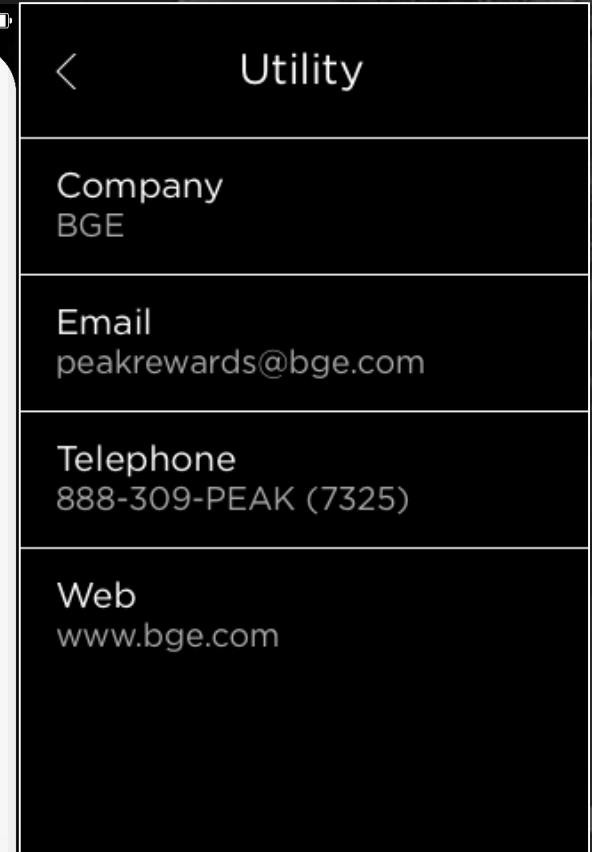 Utility
Company
BGE
Email
peakrewards@bge.com
Telephone
888-309-PEAK (7325)
Web
www.bge.com